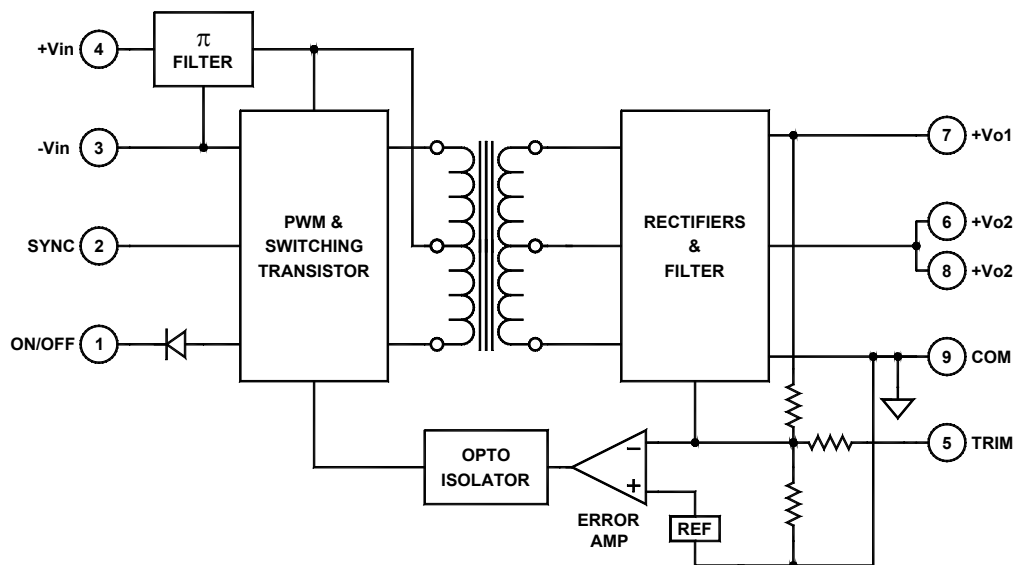 +Vin
4
π
FILTER
-Vin
3
SYNC
2
ON/OFF
1
PWM &
SWITCHING
TRANSISTOR
RECTIFIERS
&
FILTER
7
+Vo1
6
+Vo2
8
+Vo2
9
COM
5
TRIM
OPTO
ISOLATOR
−
+
ERROR
AMP
REF